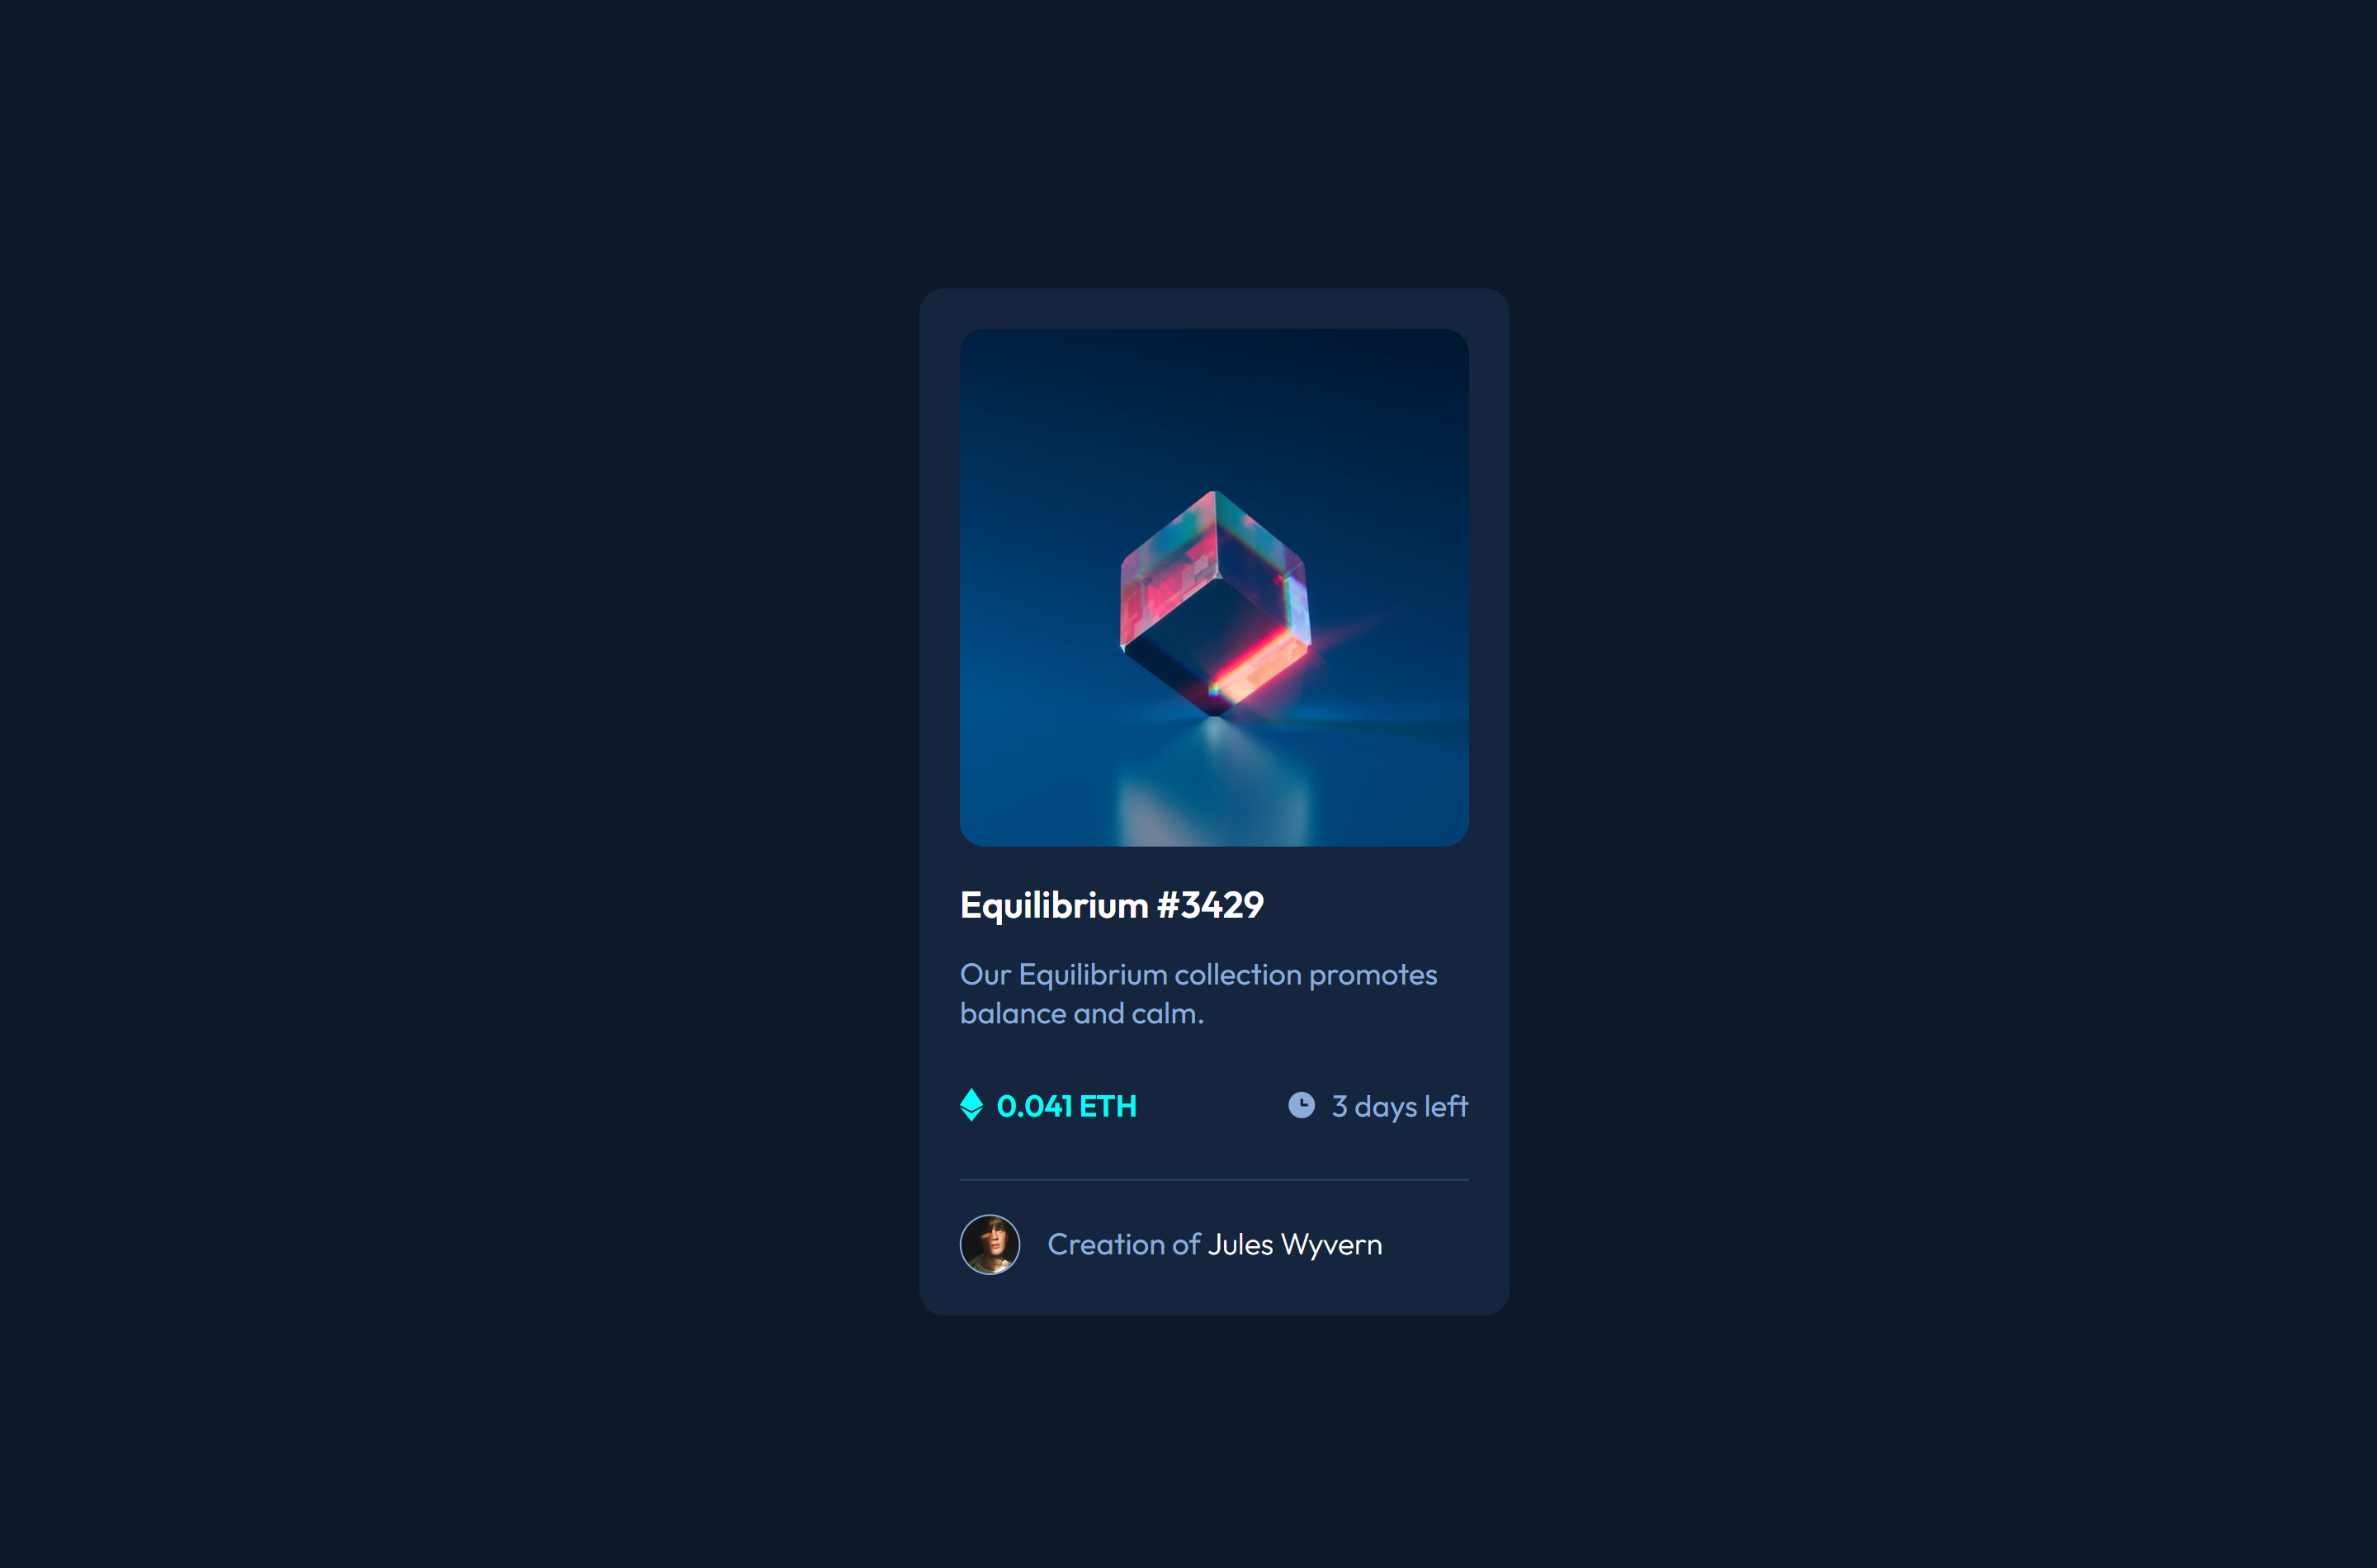 Equilibrium #3429
Our Equilibrium collection promotes
balance and calm.
0.041 ETH
3 days left
Creation of Jules Wyvern